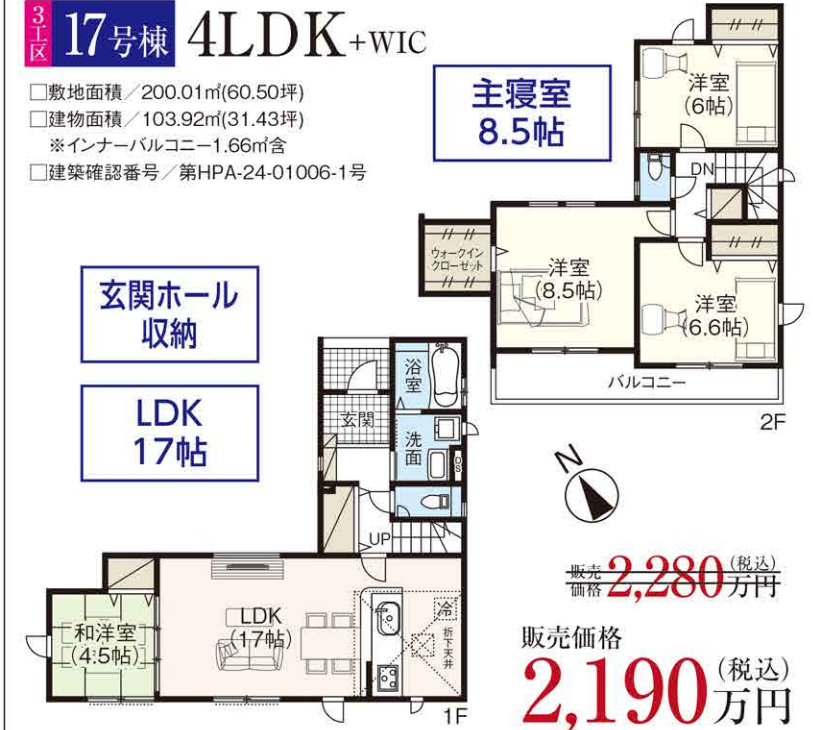 3工区
17号棟
4LDK+WIC
□敷地面積／200.01㎡(60.50坪)
□建物面積／103.92㎡(31.43坪)
※インナーバルコニー1.66㎡含
□建築確認番号／第HPA-24-01006-1号
主寝室
8.5帖
洋室
(6帖)
DN
ウォークイン
クローゼット
洋室
(8.5帖)
洋室
(6.6帖)
バルコニー
2F
玄関ホール
収納
LDK
17帖
浴室
玄関
洗面
DS
UP
和洋室
(4.5帖)
LDK
(17帖)
冷
折下天井
1F
N
販売価格 2,280万円(税込)
販売価格
2,190万円(税込)